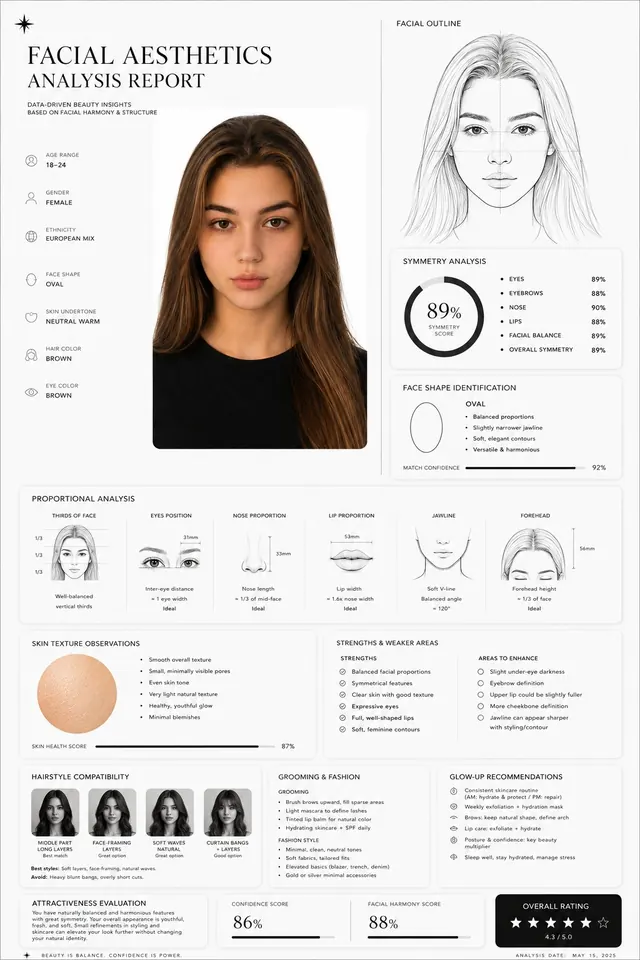 FACIAL AESTHETICS
ANALYSIS REPORT
DATA-DRIVEN BEAUTY INSIGHTS
BASED ON FACIAL HARMONY & STRUCTURE
AGE RANGE
18–24
GENDER
FEMALE
ETHNICITY
EUROPEAN MIX
FACE SHAPE
OVAL
SKIN UNDERTONE
NEUTRAL WARM
HAIR COLOR
BROWN
EYE COLOR
BROWN
FACIAL OUTLINE
SYMMETRY ANALYSIS
89%
SYMMETRY
SCORE
• EYES 89%
• EYEBROWS 88%
• NOSE 90%
• LIPS 88%
• FACIAL BALANCE 89%
• OVERALL SYMMETRY 89%
FACE SHAPE IDENTIFICATION
OVAL
• Balanced proportions
• Slightly narrower jawline
• Soft, elegant contours
• Versatile & harmonious
MATCH CONFIDENCE 92%
PROPORTIONAL ANALYSIS
THIRDS OF FACE
1/3
1/3
1/3
Well-balanced
vertical thirds
EYES POSITION
31mm
Inter-eye distance
= 1 eye width
Ideal
NOSE PROPORTION
33mm
Nose length
= 1/3 of mid-face
Ideal
LIP PROPORTION
53mm
Lip width
= 1.6x nose width
Ideal
JAWLINE
Soft V-line
Balanced angle
≈ 120°
FOREHEAD
56mm
Forehead height
= 1/3 of face
Ideal
SKIN TEXTURE OBSERVATIONS
• Smooth overall texture
• Small, minimally visible pores
• Even skin tone
• Very light natural texture
• Healthy, youthful glow
• Minimal blemishes
SKIN HEALTH SCORE 87%
STRENGTHS & WEAKER AREAS
STRENGTHS
Balanced facial proportions
Symmetrical features
Clear skin with good texture
Expressive eyes
Full, well-shaped lips
Soft, feminine contours
AREAS TO ENHANCE
Slight under-eye darkness
Eyebrow definition
Upper lip could be slightly fuller
More cheekbone definition
Jawline can appear sharper
with styling/contour
HAIRSTYLE COMPATIBILITY
MIDDLE PART
LONG LAYERS
Best match
FACE-FRAMING
LAYERS
Great option
SOFT WAVES
NATURAL
Great option
CURTAIN BANGS
+ LAYERS
Good option
Best styles: Soft layers, face-framing, natural waves.
Avoid: Heavy blunt bangs, overly short cuts.
GROOMING & FASHION
GROOMING
• Brush brows upward, fill sparse areas
• Light mascara to define lashes
• Tinted lip balm for natural color
• Hydrating skincare + SPF daily
FASHION STYLE
• Minimal, clean, neutral tones
• Soft fabrics, tailored fits
• Elevated basics (blazer, trench, denim)
• Gold or silver minimal accessories
GLOW-UP RECOMMENDATIONS
Consistent skincare routine
(AM: hydrate & protect / PM: repair)
Weekly exfoliation + hydration mask
Brows: keep natural shape, define arch
Lip care: exfoliate + hydrate
Posture & confidence: key beauty
multiplier
Sleep well, stay hydrated, manage stress
ATTRACTIVENESS EVALUATION
You have naturally balanced and harmonious features
with great symmetry. Your overall appearance is youthful,
fresh, and soft. Small refinements in styling and
skincare can elevate your look further without changing
your natural identity.
CONFIDENCE SCORE
86%
FACIAL HARMONY SCORE
88%
OVERALL RATING
4.3 / 5.0
BEAUTY IS BALANCE. CONFIDENCE IS POWER.
ANALYSIS DATE: MAY 15, 2025